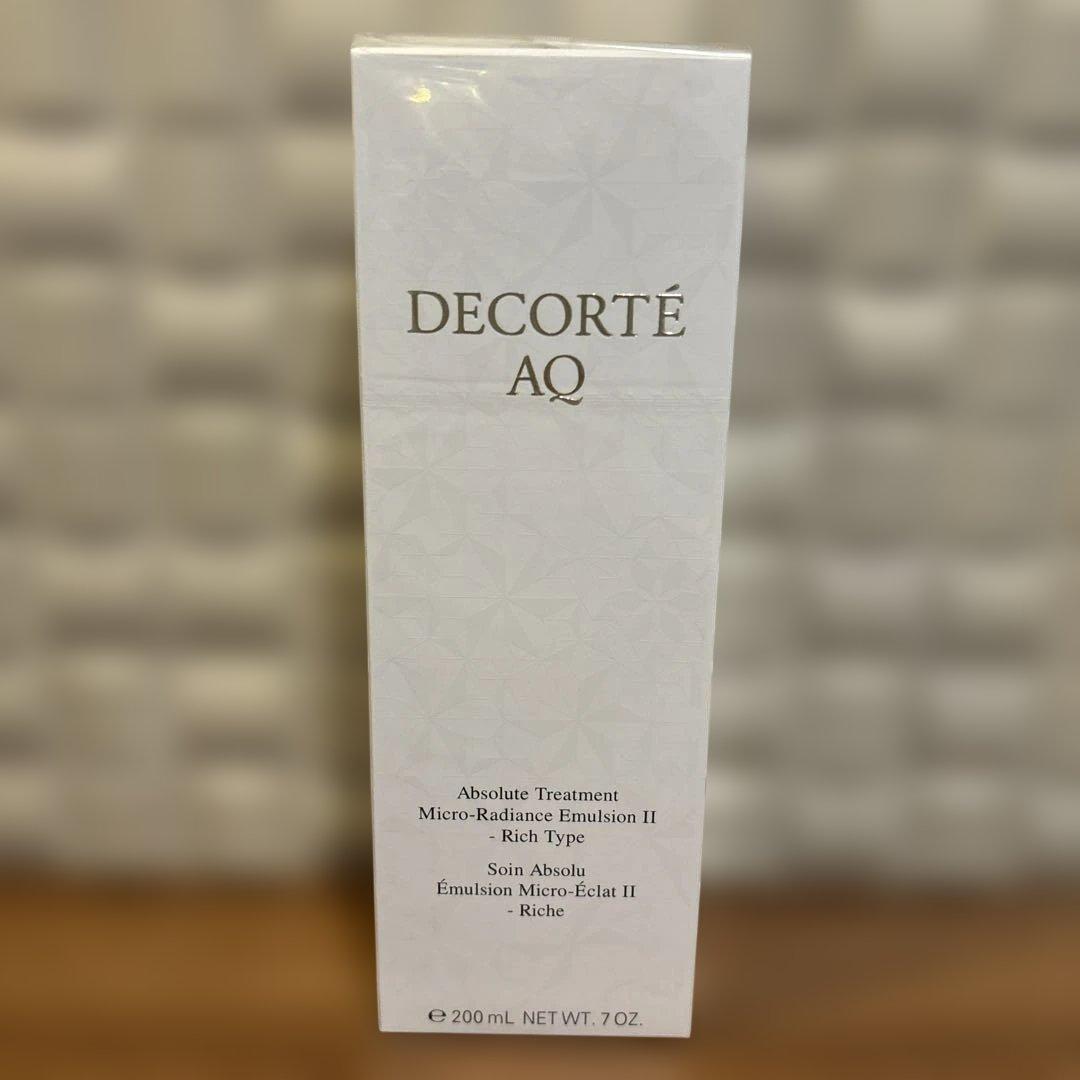 DECORTÉ
AQ
Absolute Treatment
Micro-Radiance Emulsion II
- Rich Type
Soin Absolu
Émulsion Micro-Éclat II
- Riche
℮ 200 mL NET WT. 7 OZ.